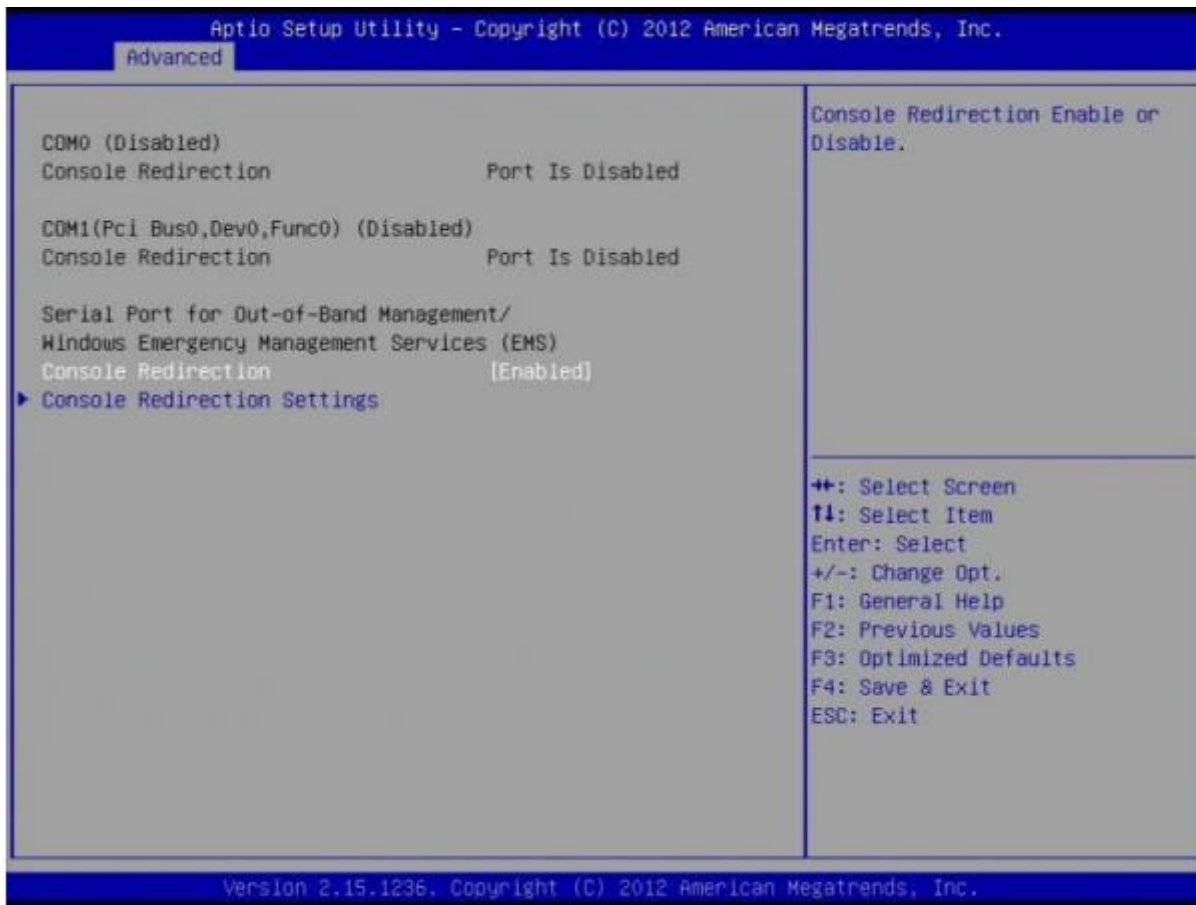 Aptio Setup Utility - Copyright (C) 2012 American Megatrends, Inc.
Advanced
COM0 (Disabled)
Console Redirection Port Is Disabled
COM1(Pci Bus0,Dev0,Func0) (Disabled)
Console Redirection Port Is Disabled
Serial Port for Out-of-Band Management/
Windows Emergency Management Services (EMS)
Console Redirection [Enabled]
▶ Console Redirection Settings
Console Redirection Enable or
Disable.
→←: Select Screen
↑↓: Select Item
Enter: Select
+/-: Change Opt.
F1: General Help
F2: Previous Values
F3: Optimized Defaults
F4: Save & Exit
ESC: Exit
Version 2.15.1236. Copyright (C) 2012 American Megatrends, Inc.